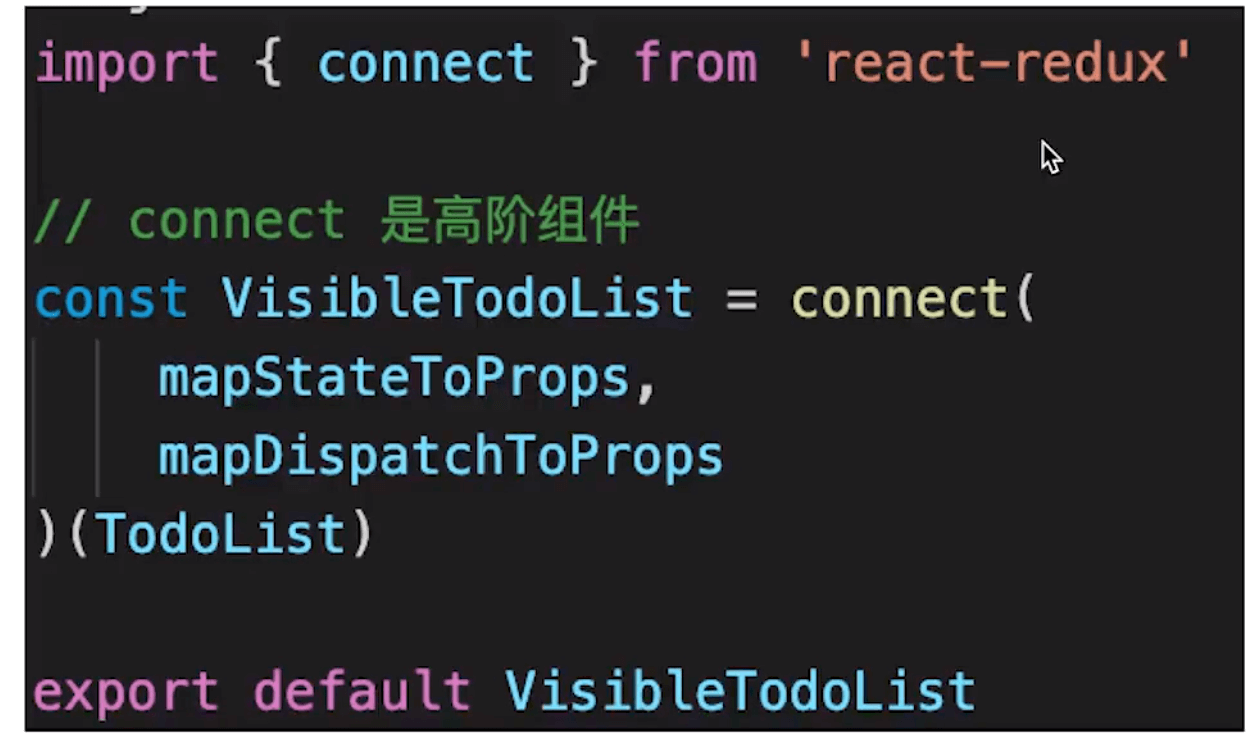 import { connect } from 'react-redux'
// connect 是高阶组件
const VisibleTodoList = connect(
mapStateToProps,
mapDispatchToProps
)(TodoList)
export default VisibleTodoList